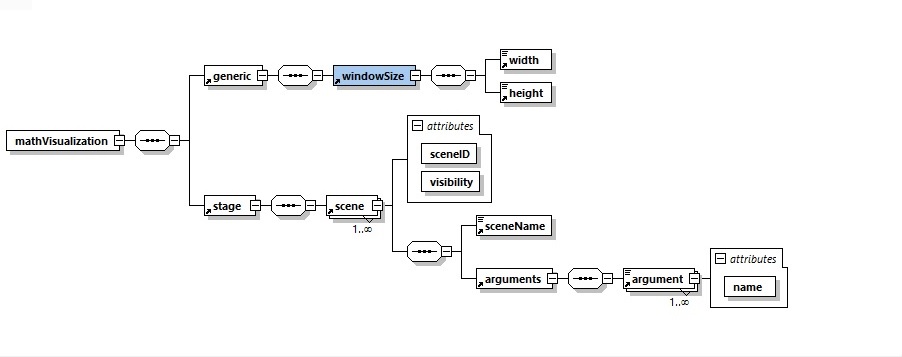 width
generic
windowSize
height
attributes
mathVisualization
sceneID
visibility
stage
scene
1..∞
sceneName
attributes
arguments
argument
name
1..∞